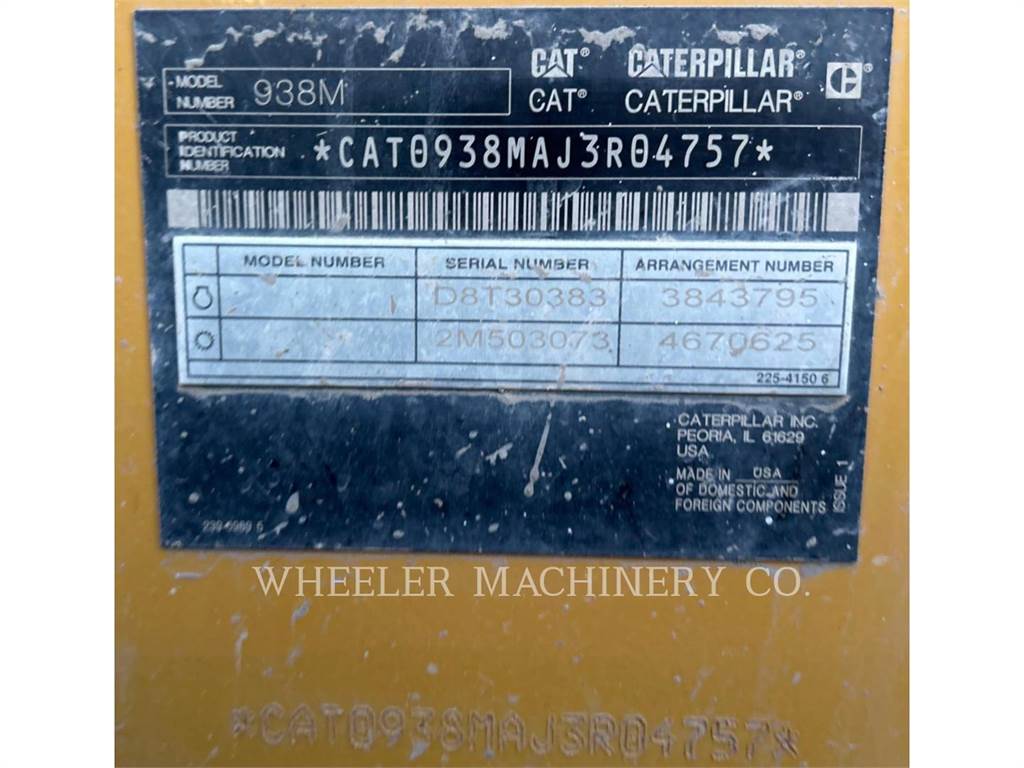 MODEL
NUMBER 938M
CAT® CATERPILLAR®
CAT® CATERPILLAR®
PRODUCT
IDENTIFICATION
NUMBER
*CAT0938MAJ3R04757*
MODEL NUMBER SERIAL NUMBER ARRANGEMENT NUMBER
D8T30383 3843795
2M503073 4670625
225-4150 6
CATERPILLAR INC.
PEORIA, IL 61629
USA
MADE IN USA
OF DOMESTIC AND
FOREIGN COMPONENTS
ISSUE 1
WHEELER MACHINERY CO.
*CAT0938MAJ3R04757*